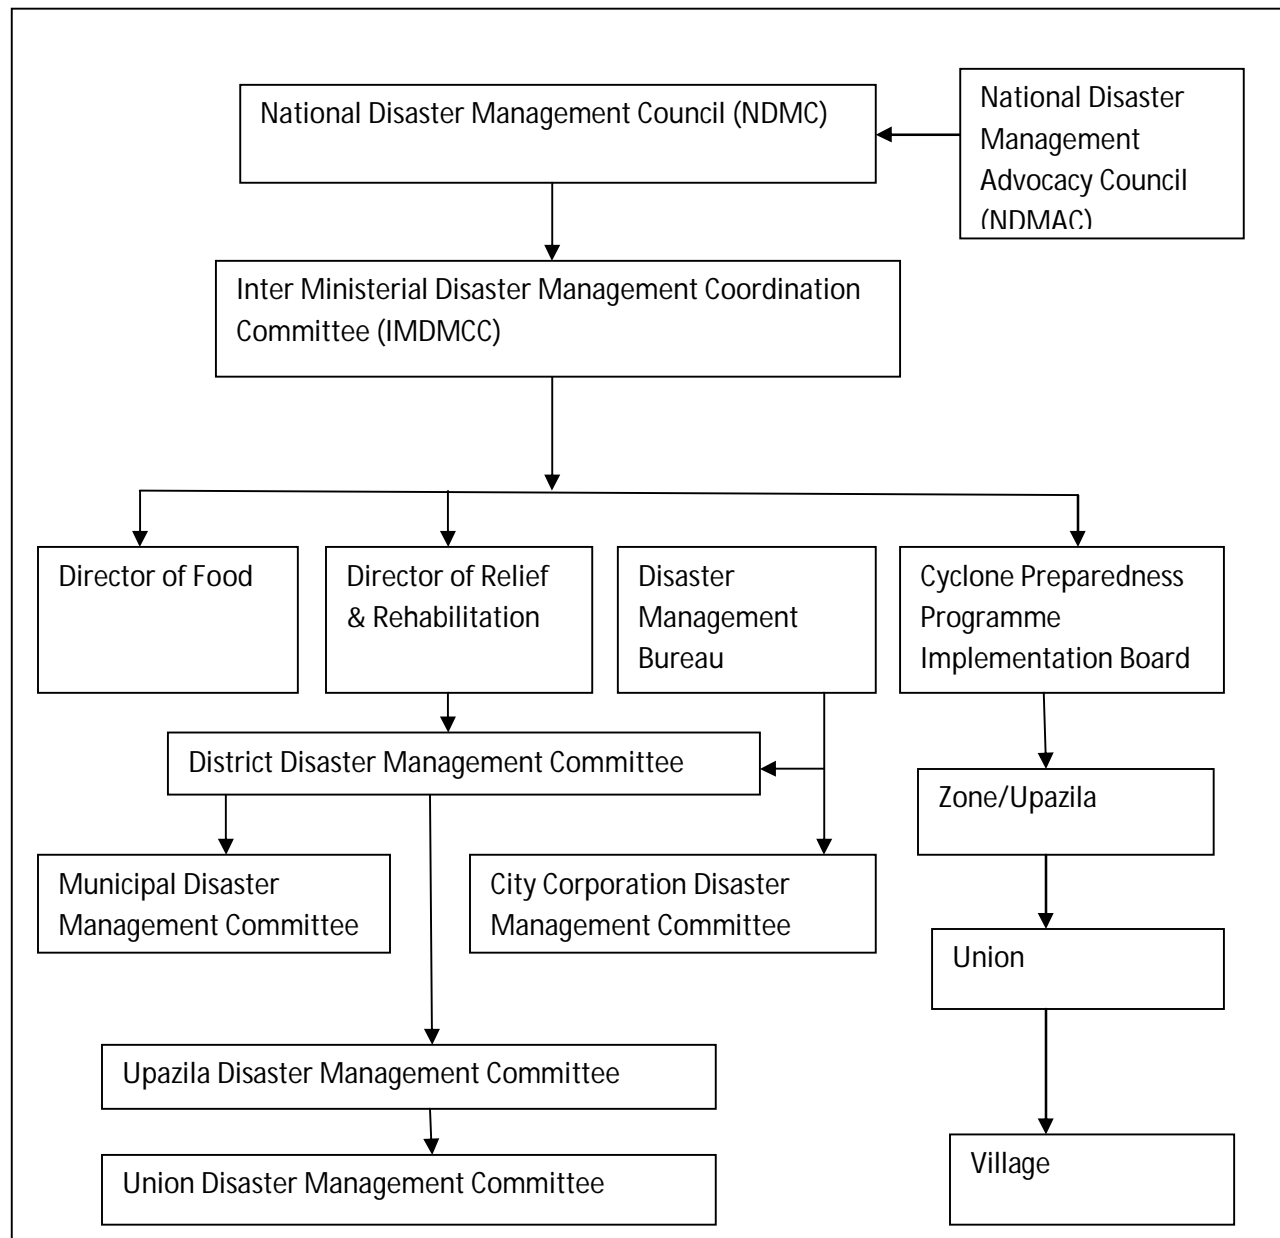 National Disaster Management Council (NDMC)
National Disaster
Management
Advocacy Council
(NDMAC)
Inter Ministerial Disaster Management Coordination
Committee (IMDMCC)
Director of Food
Director of Relief
& Rehabilitation
Disaster
Management
Bureau
Cyclone Preparedness
Programme
Implementation Board
District Disaster Management Committee
Zone/Upazila
Municipal Disaster
Management Committee
City Corporation Disaster
Management Committee
Union
Upazila Disaster Management Committee
Union Disaster Management Committee
Village